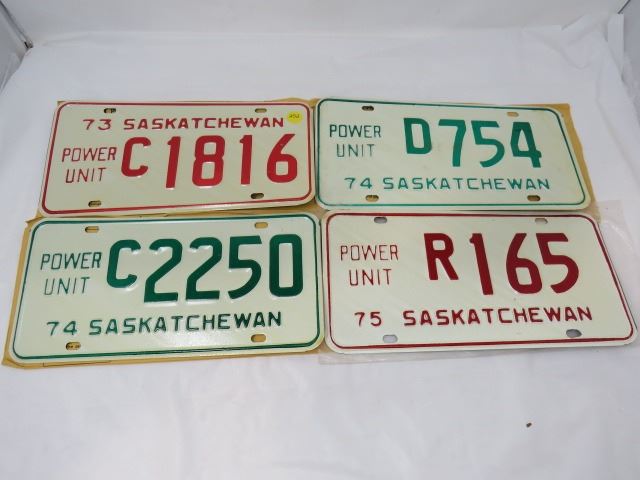 73 SASKATCHEWAN
POWER UNIT C1816
POWER UNIT D754
74 SASKATCHEWAN
POWER UNIT C2250
74 SASKATCHEWAN
POWER UNIT R165
75 SASKATCHEWAN